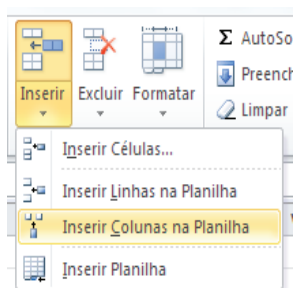 Σ AutoSo
Preench
Inserir Excluir Formatar
Limpar
Inserir Células...
Inserir Linhas na Planilha
Inserir Colunas na Planilha
Inserir Planilha